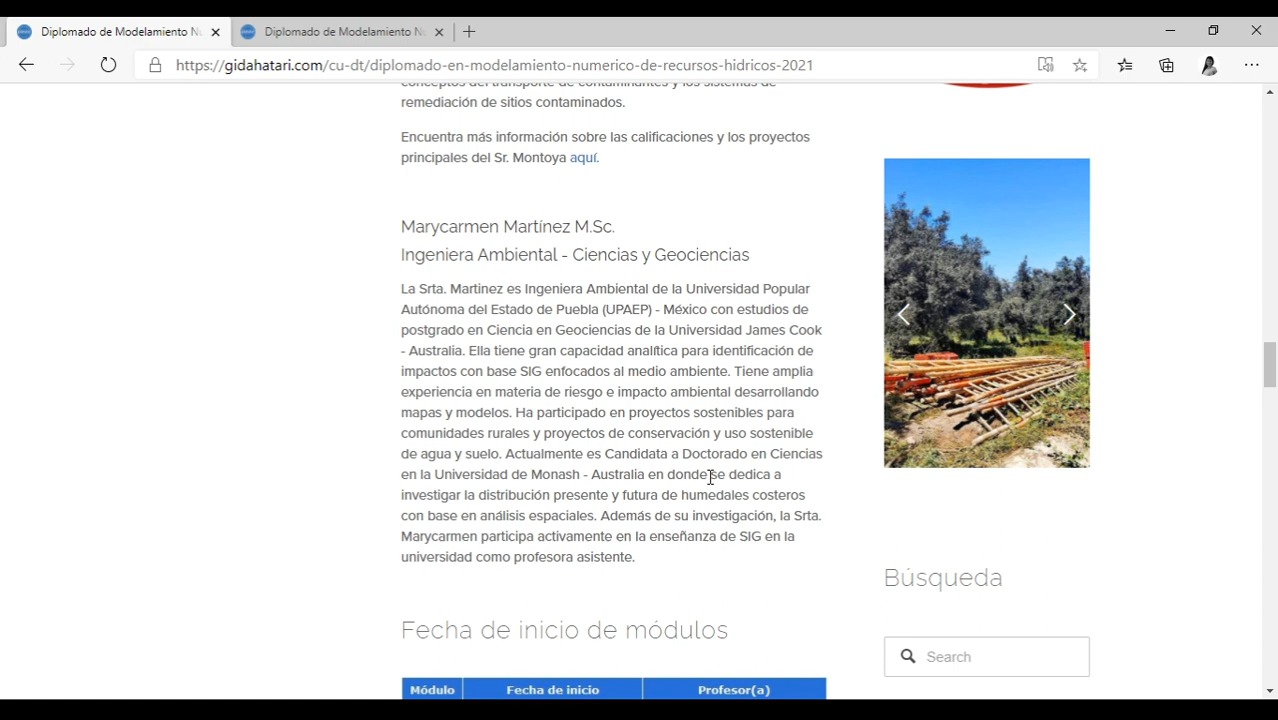 Diplomado de Modelamiento N
Diplomado de Modelamiento N
https://gidahatari.com/cu-dt/diplomado-en-modelamiento-numerico-de-recursos-hidricos-2021
conceptos del transporte de contaminantes y los sistemas de
remediación de sitios contaminados.
Encuentra más información sobre las calificaciones y los proyectos
principales del Sr. Montoya aquí.
Marycarmen Martínez M.Sc.
Ingeniera Ambiental - Ciencias y Geociencias
La Srta. Martinez es Ingeniera Ambiental de la Universidad Popular
Autónoma del Estado de Puebla (UPAEP) - México con estudios de
postgrado en Ciencia en Geociencias de la Universidad James Cook
- Australia. Ella tiene gran capacidad analítica para identificación de
impactos con base SIG enfocados al medio ambiente. Tiene amplia
experiencia en materia de riesgo e impacto ambiental desarrollando
mapas y modelos. Ha participado en proyectos sostenibles para
comunidades rurales y proyectos de conservación y uso sostenible
de agua y suelo. Actualmente es Candidata a Doctorado en Ciencias
en la Universidad de Monash - Australia en donde se dedica a
investigar la distribución presente y futura de humedales costeros
con base en análisis espaciales. Además de su investigación, la Srta.
Marycarmen participa activamente en la enseñanza de SIG en la
universidad como profesora asistente.
Búsqueda
Search
Fecha de inicio de módulos
Módulo Fecha de inicio Profesor(a)